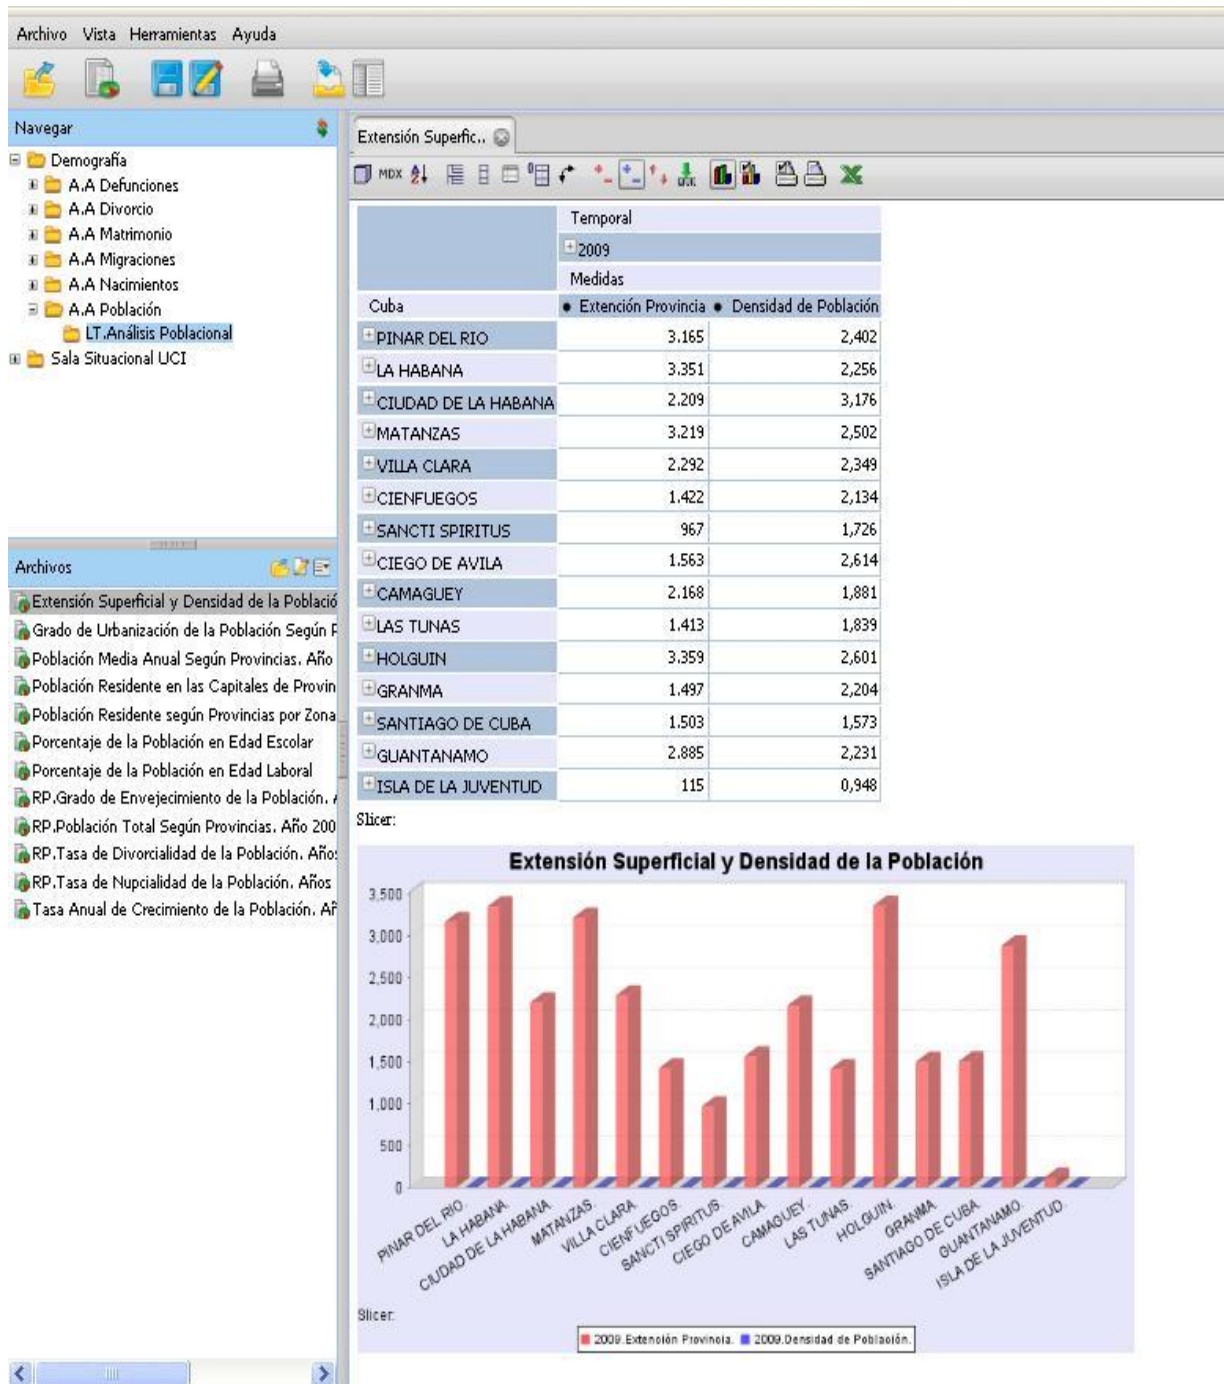 Archivo Vista Herramientas Ayuda
Navegar
Demografía
A.A Defunciones
A.A Divorcio
A.A Matrimonio
A.A Migraciones
A.A Nacimientos
A.A Población
LT.Análisis Poblacional
Sala Situacional UCI
Archivos
Extensión Superficial y Densidad de la Població
Grado de Urbanización de la Población Según P
Población Media Anual Según Provincias. Año
Población Residente en las Capitales de Provin
Población Residente según Provincias por Zona
Porcentaje de la Población en Edad Escolar
Porcentaje de la Población en Edad Laboral
RP.Grado de Envejecimiento de la Población. A
RP.Población Total Según Provincias. Año 200
RP.Tasa de Divorcialidad de la Población. Años
RP.Tasa de Nupcialidad de la Población. Años
Tasa Anual de Crecimiento de la Población. Añ
Extensión Superfic..
MDX
Temporal
2009
Medidas
Cuba Extención Provincia Densidad de Población
PINAR DEL RIO 3.165 2,402
LA HABANA 3.351 2,256
CIUDAD DE LA HABANA 2.209 3,176
MATANZAS 3.219 2,502
VILLA CLARA 2.292 2,349
CIENFUEGOS 1.422 2,134
SANCTI SPIRITUS 967 1,726
CIEGO DE AVILA 1.563 2,614
CAMAGUEY 2.168 1,881
LAS TUNAS 1.413 1,839
HOLGUIN 3.359 2,601
GRANMA 1.497 2,204
SANTIAGO DE CUBA 1.503 1,573
GUANTANAMO 2.885 2,231
ISLA DE LA JUVENTUD 115 0,948
Slicer:
Extensión Superficial y Densidad de la Población
3,500
3,000
2,500
2,000
1,500
1,000
500
0
PINAR DEL RIO.
LA HABANA.
CIUDAD DE LA HABANA.
MATANZAS.
VILLA CLARA.
CIENFUEGOS.
SANCTI SPIRITUS.
CIEGO DE AVILA.
CAMAGUEY.
LAS TUNAS.
HOLGUIN.
GRANMA.
SANTIAGO DE CUBA.
GUANTANAMO.
ISLA DE LA JUVENTUD.
Slicer:
2009.Extención Provincia. 2009.Densidad de Población.